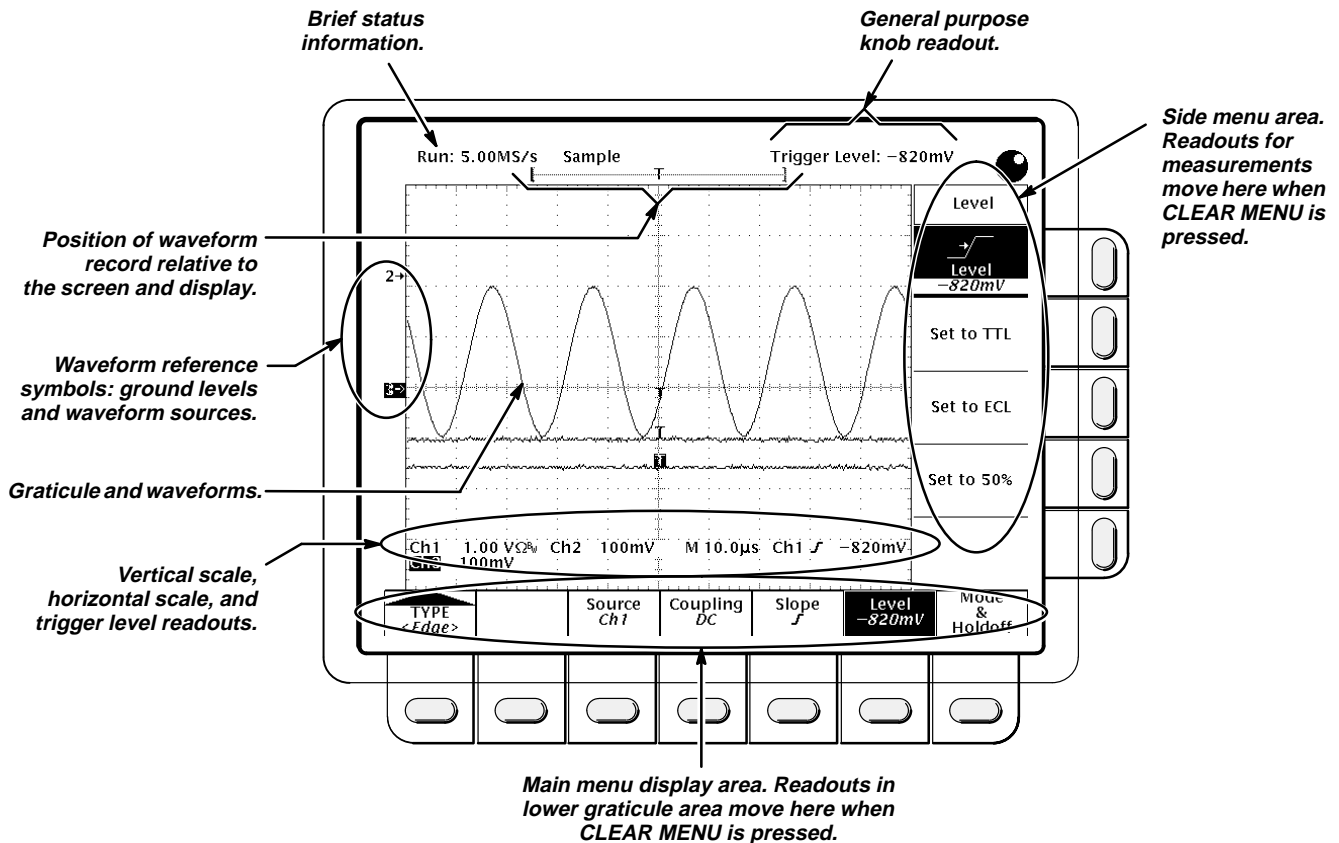 Brief status
information.
General purpose
knob readout.
Side menu area.
Readouts for
measurements
move here when
CLEAR MENU is
pressed.
Run: 5.00MS/s Sample
Trigger Level: −820mV
T
Position of waveform
record relative to
the screen and display.
2→
Waveform reference
symbols: ground levels
and waveform sources.
Graticule and waveforms.
T
Level
Level
−820mV
Set to TTL
Set to ECL
Set to 50%
Vertical scale,
horizontal scale, and
trigger level readouts.
Ch1 1.00 VΩBw Ch2 100mV M 10.0µs Ch1 −820mV
100mV
TYPE
<Edge>
Source
Ch1
Coupling
DC
Slope
Level
−820mV
Mode
&
Holdoff
Main menu display area. Readouts in
lower graticule area move here when
CLEAR MENU is pressed.